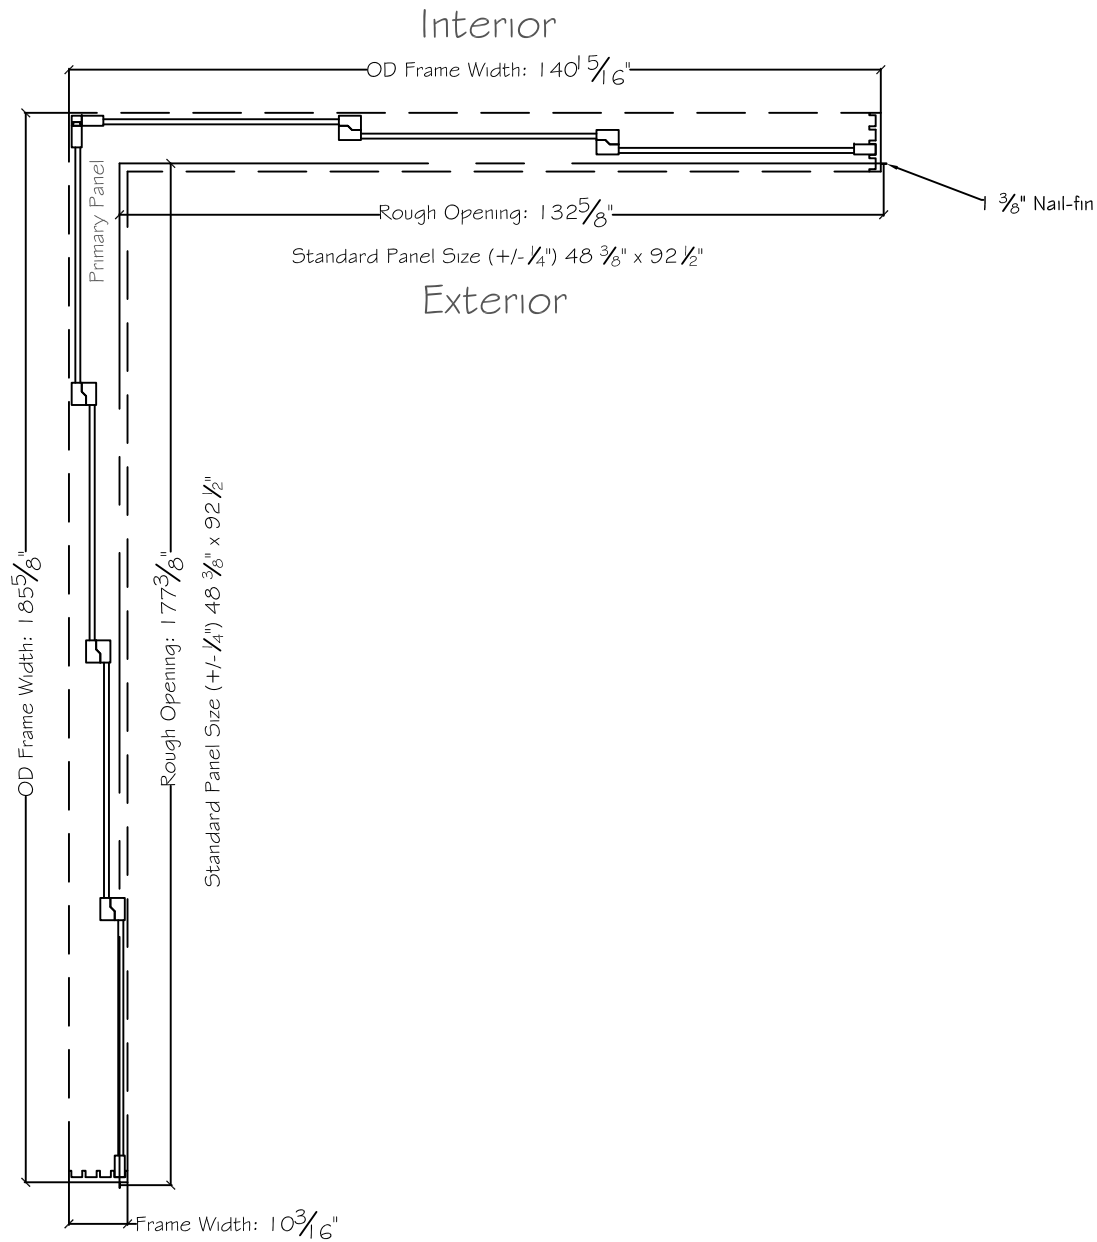 Interior
OD Frame Width: 140 15/16"
Primary Panel
1 3/8" Nail-fin
Rough Opening: 132 5/8"
Standard Panel Size (+/- 1/4") 48 3/8" x 92 1/2"
Exterior
OD Frame Width: 185 5/8"
Rough Opening: 177 3/8"
Standard Panel Size (+/- 1/4") 48 3/8" x 92 1/2"
Frame Width: 10 3/16"